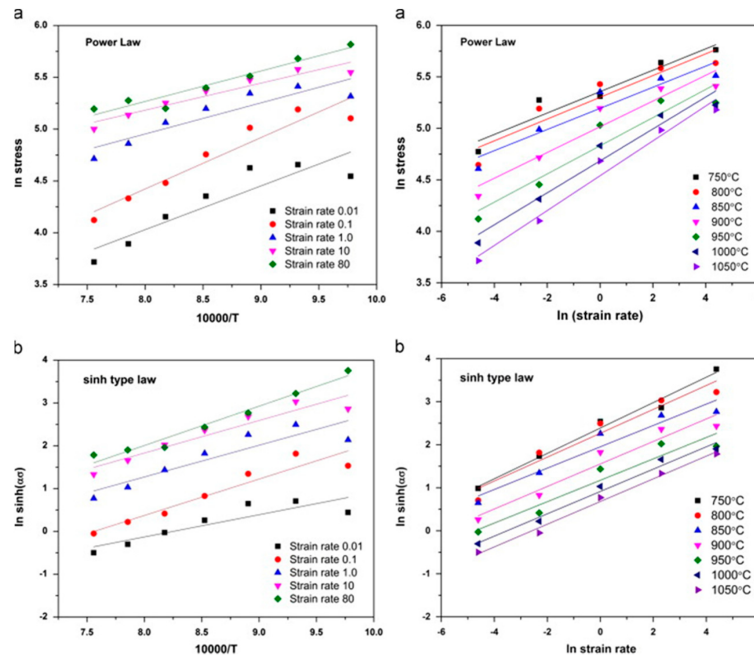 a
Power Law
6.0
5.5
5.0
4.5
4.0
3.5
ln stress
7.5 8.0 8.5 9.0 9.5 10.0
10000/T
Strain rate 0.01
Strain rate 0.1
Strain rate 1.0
Strain rate 10
Strain rate 80
a
Power Law
6.0
5.5
5.0
4.5
4.0
3.5
ln stress
-6 -4 -2 0 2 4 6
ln (strain rate)
750°C
800°C
850°C
900°C
950°C
1000°C
1050°C
b
sinh type law
4
3
2
1
0
-1
-2
ln sinh(ασ)
7.5 8.0 8.5 9.0 9.5 10.0
10000/T
Strain rate 0.01
Strain rate 0.1
Strain rate 1.0
Strain rate 10
Strain rate 80
b
sinh type law
4
3
2
1
0
-1
-2
ln sinh(ασ)
-6 -4 -2 0 2 4 6
ln strain rate
750°C
800°C
850°C
900°C
950°C
1000°C
1050°C